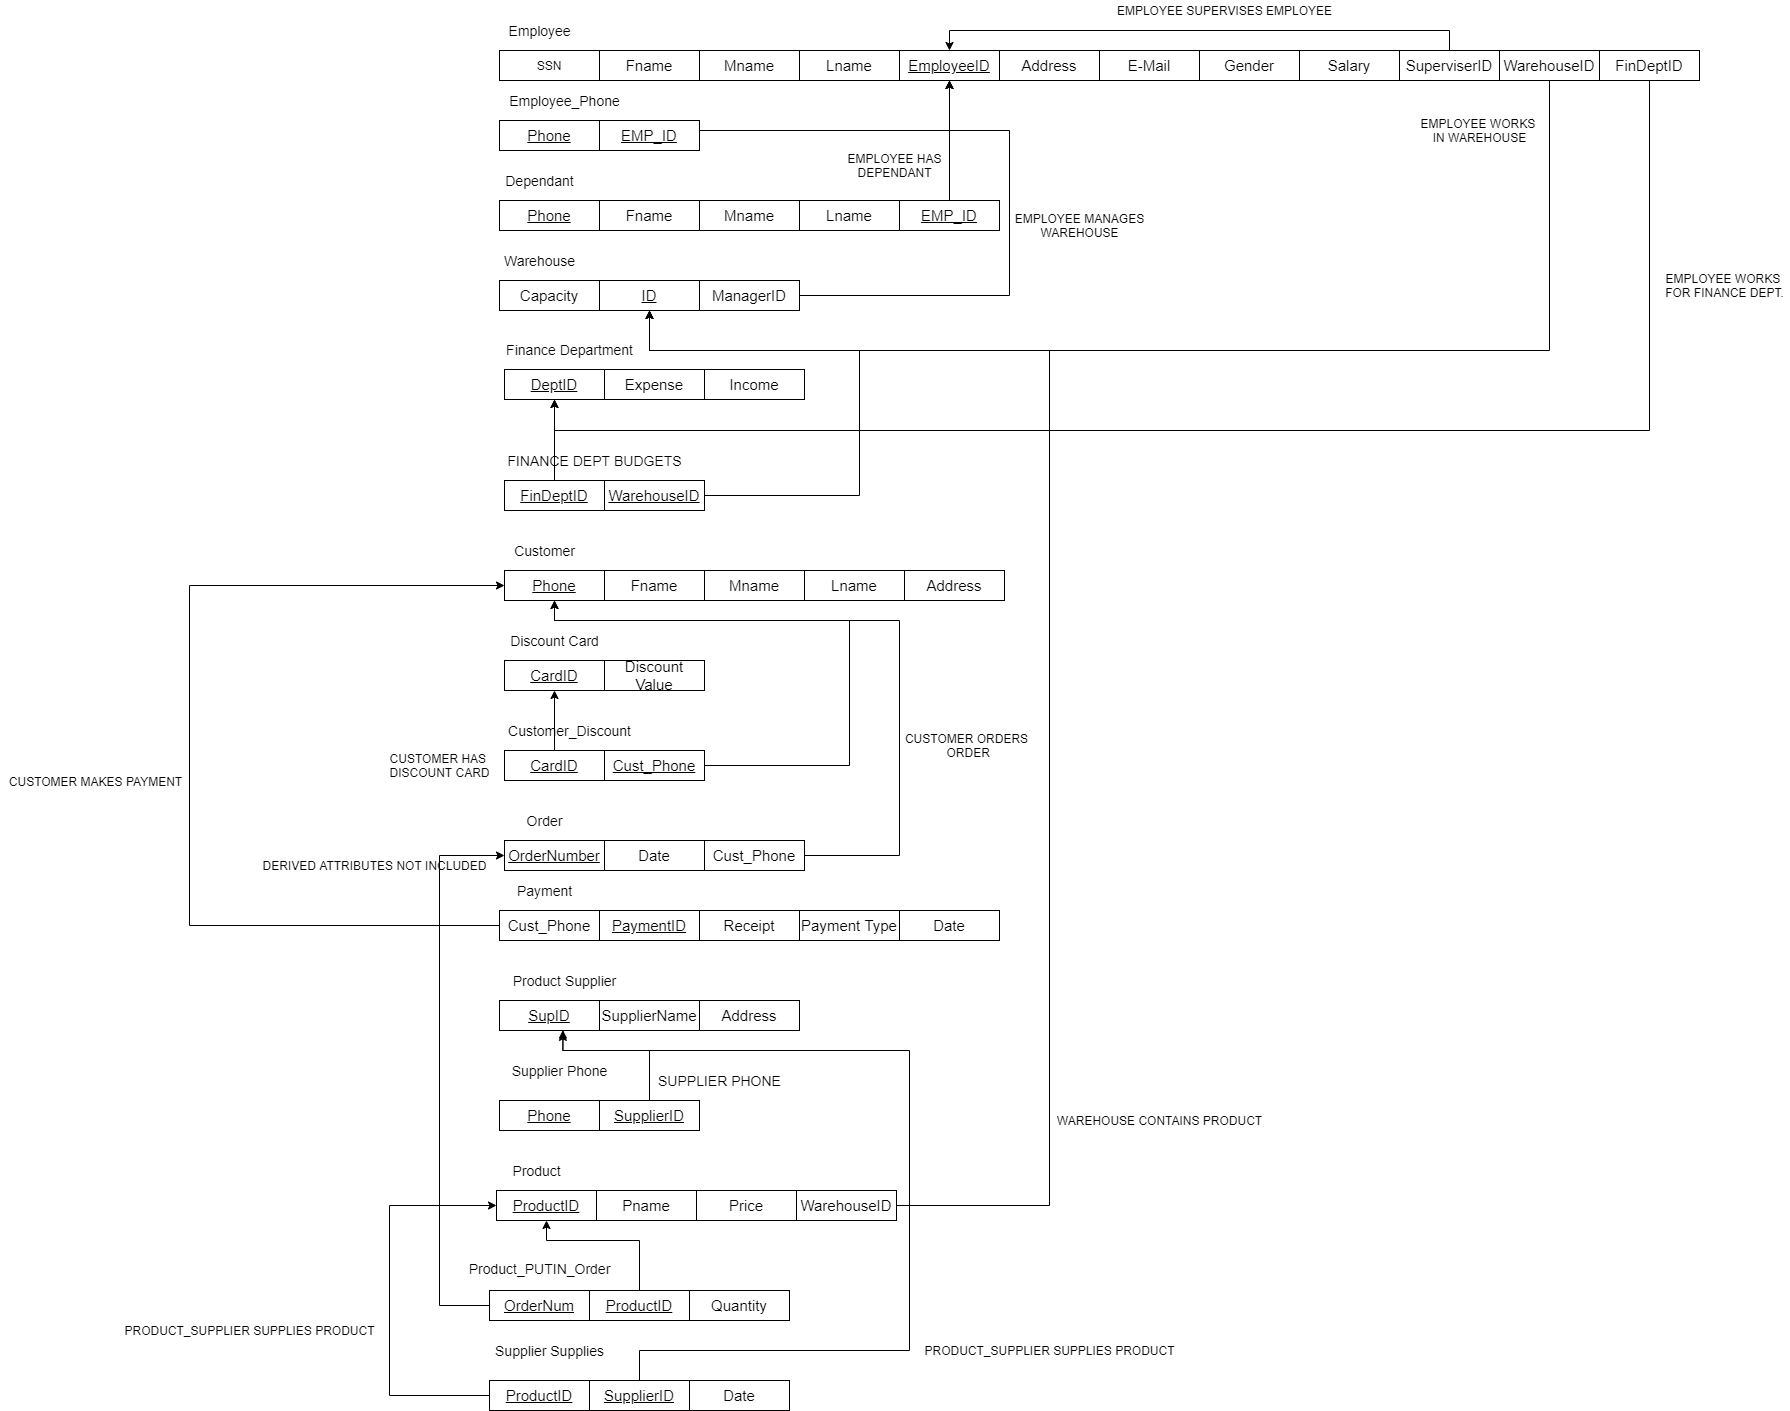 EMPLOYEE SUPERVISES EMPLOYEE
Employee
SSN Fname Mname Lname EmployeeID Address E-Mail Gender Salary SuperviserID WarehouseID FinDeptID
Employee_Phone
Phone EMP_ID
EMPLOYEE WORKS
IN WAREHOUSE
EMPLOYEE HAS
DEPENDANT
Dependant
Phone Fname Mname Lname EMP_ID
EMPLOYEE MANAGES
WAREHOUSE
Warehouse
Capacity ID ManagerID
EMPLOYEE WORKS
FOR FINANCE DEPT.
Finance Department
DeptID Expense Income
FINANCE DEPT BUDGETS
FinDeptID WarehouseID
Customer
Phone Fname Mname Lname Address
Discount Card
CardID Discount
Value
Customer_Discount
CardID Cust_Phone
CUSTOMER HAS
DISCOUNT CARD
CUSTOMER ORDERS
ORDER
CUSTOMER MAKES PAYMENT
Order
OrderNumber Date Cust_Phone
DERIVED ATTRIBUTES NOT INCLUDED
Payment
Cust_Phone PaymentID Receipt Payment Type Date
Product Supplier
SupID SupplierName Address
Supplier Phone
SUPPLIER PHONE
Phone SupplierID
WAREHOUSE CONTAINS PRODUCT
Product
ProductID Pname Price WarehouseID
Product_PUTIN_Order
OrderNum ProductID Quantity
PRODUCT_SUPPLIER SUPPLIES PRODUCT
Supplier Supplies
PRODUCT_SUPPLIER SUPPLIES PRODUCT
ProductID SupplierID Date